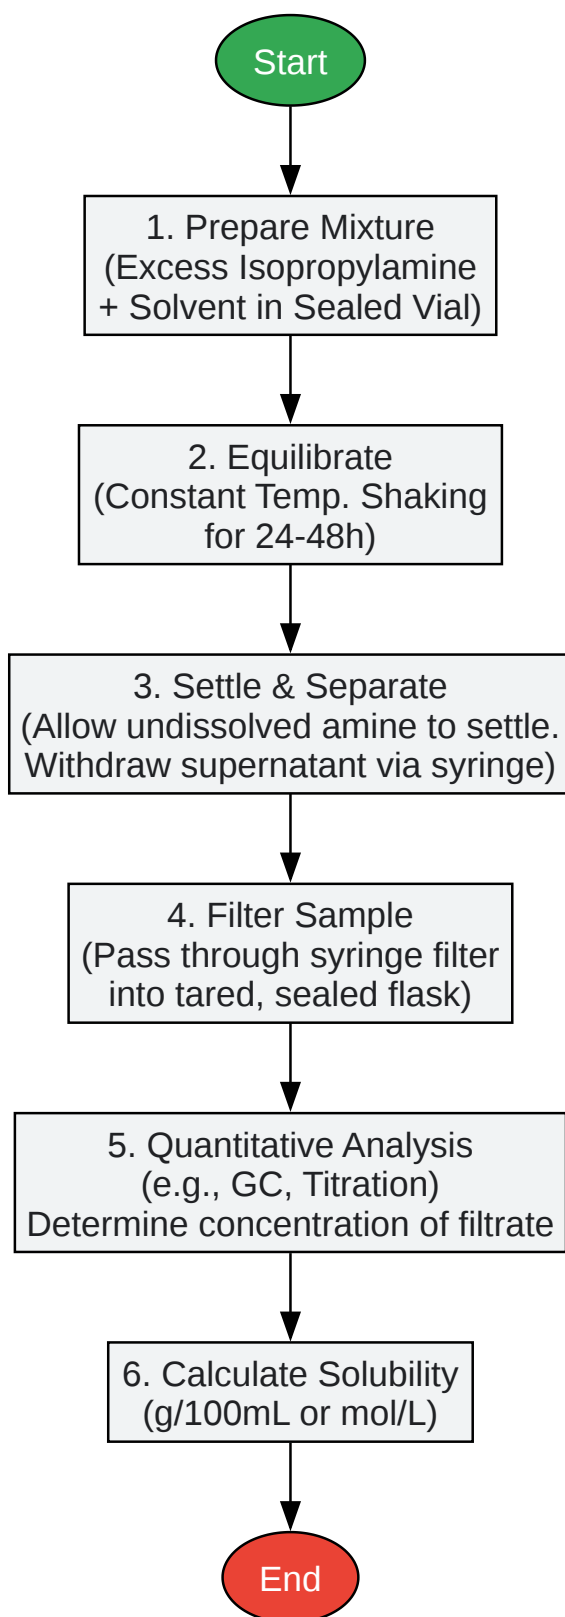 Start
1. Prepare Mixture
(Excess Isopropylamine
+ Solvent in Sealed Vial)
2. Equilibrate
(Constant Temp. Shaking
for 24-48h)
3. Settle & Separate
(Allow undissolved amine to settle.
Withdraw supernatant via syringe)
4. Filter Sample
(Pass through syringe filter
into tared, sealed flask)
5. Quantitative Analysis
(e.g., GC, Titration)
Determine concentration of filtrate
6. Calculate Solubility
(g/100mL or mol/L)
End